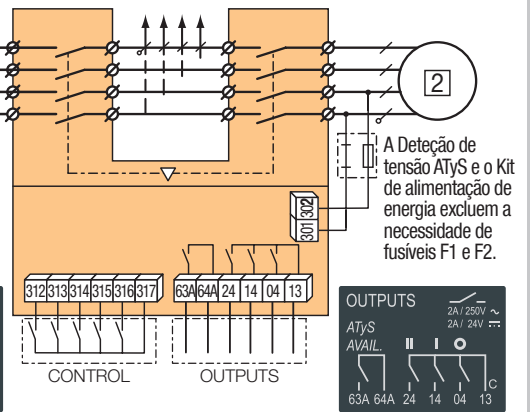 2
A Deteção de
tensão ATyS e o Kit
de alimentação de
energia excluem a
necessidade de
fusíveis F1 e F2.
302
301
312 313 314 315 316 317
63A 64A 24 14 04 13
CONTROL
OUTPUTS
OUTPUTS
2A / 250V ~
2A / 24V ⎓
ATyS
AVAIL.
II I O
C
63A 64A 24 14 04 13